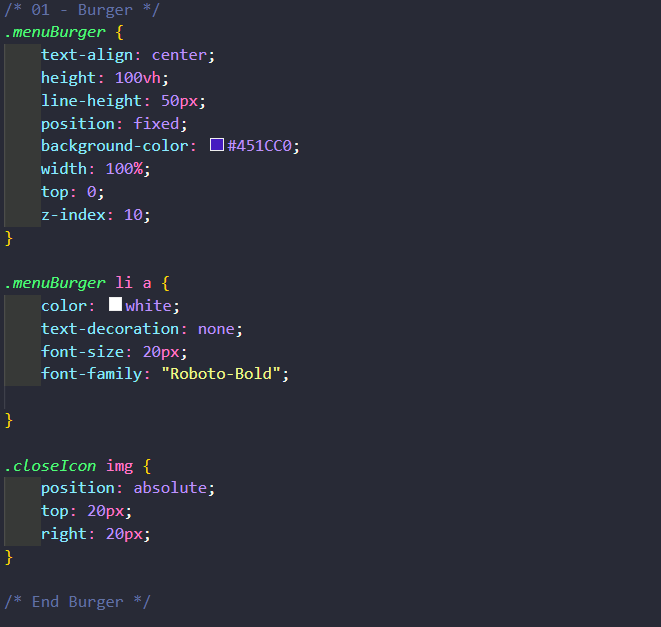 /* 01 - Burger */
.menuBurger {
    text-align: center;
    height: 100vh;
    line-height: 50px;
    position: fixed;
    background-color: #451CC0;
    width: 100%;
    top: 0;
    z-index: 10;
}

.menuBurger li a {
    color: white;
    text-decoration: none;
    font-size: 20px;
    font-family: "Roboto-Bold";

}

.closeIcon img {
    position: absolute;
    top: 20px;
    right: 20px;
}

/* End Burger */